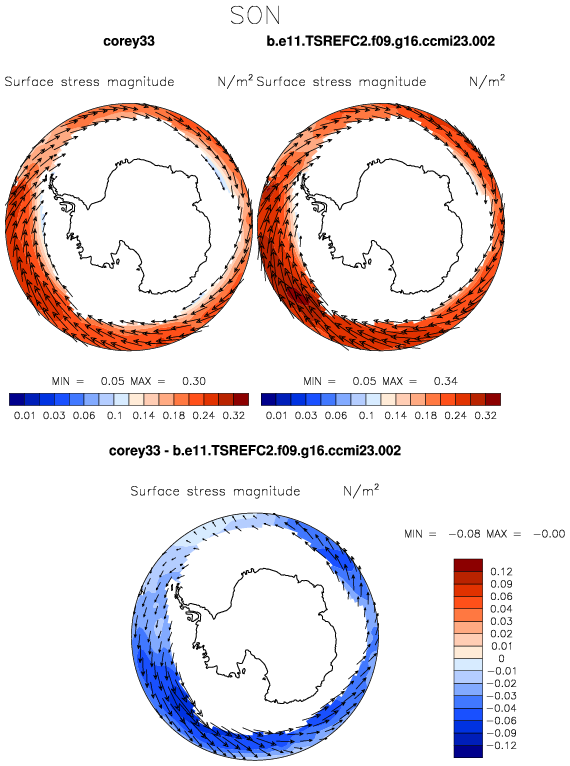 SON
corey33 b.e11.TSREFC2.f09.g16.ccmi23.002
Surface stress magnitude N/m² Surface stress magnitude N/m²
MIN = 0.05 MAX = 0.30 MIN = 0.05 MAX = 0.34
0.01 0.03 0.06 0.1 0.14 0.18 0.24 0.32 0.01 0.03 0.06 0.1 0.14 0.18 0.24 0.32
corey33 - b.e11.TSREFC2.f09.g16.ccmi23.002
Surface stress magnitude N/m²
MIN = −0.08 MAX = −0.00
0.12
0.09
0.06
0.04
0.03
0.02
0.01
0
−0.01
−0.02
−0.03
−0.04
−0.06
−0.09
−0.12